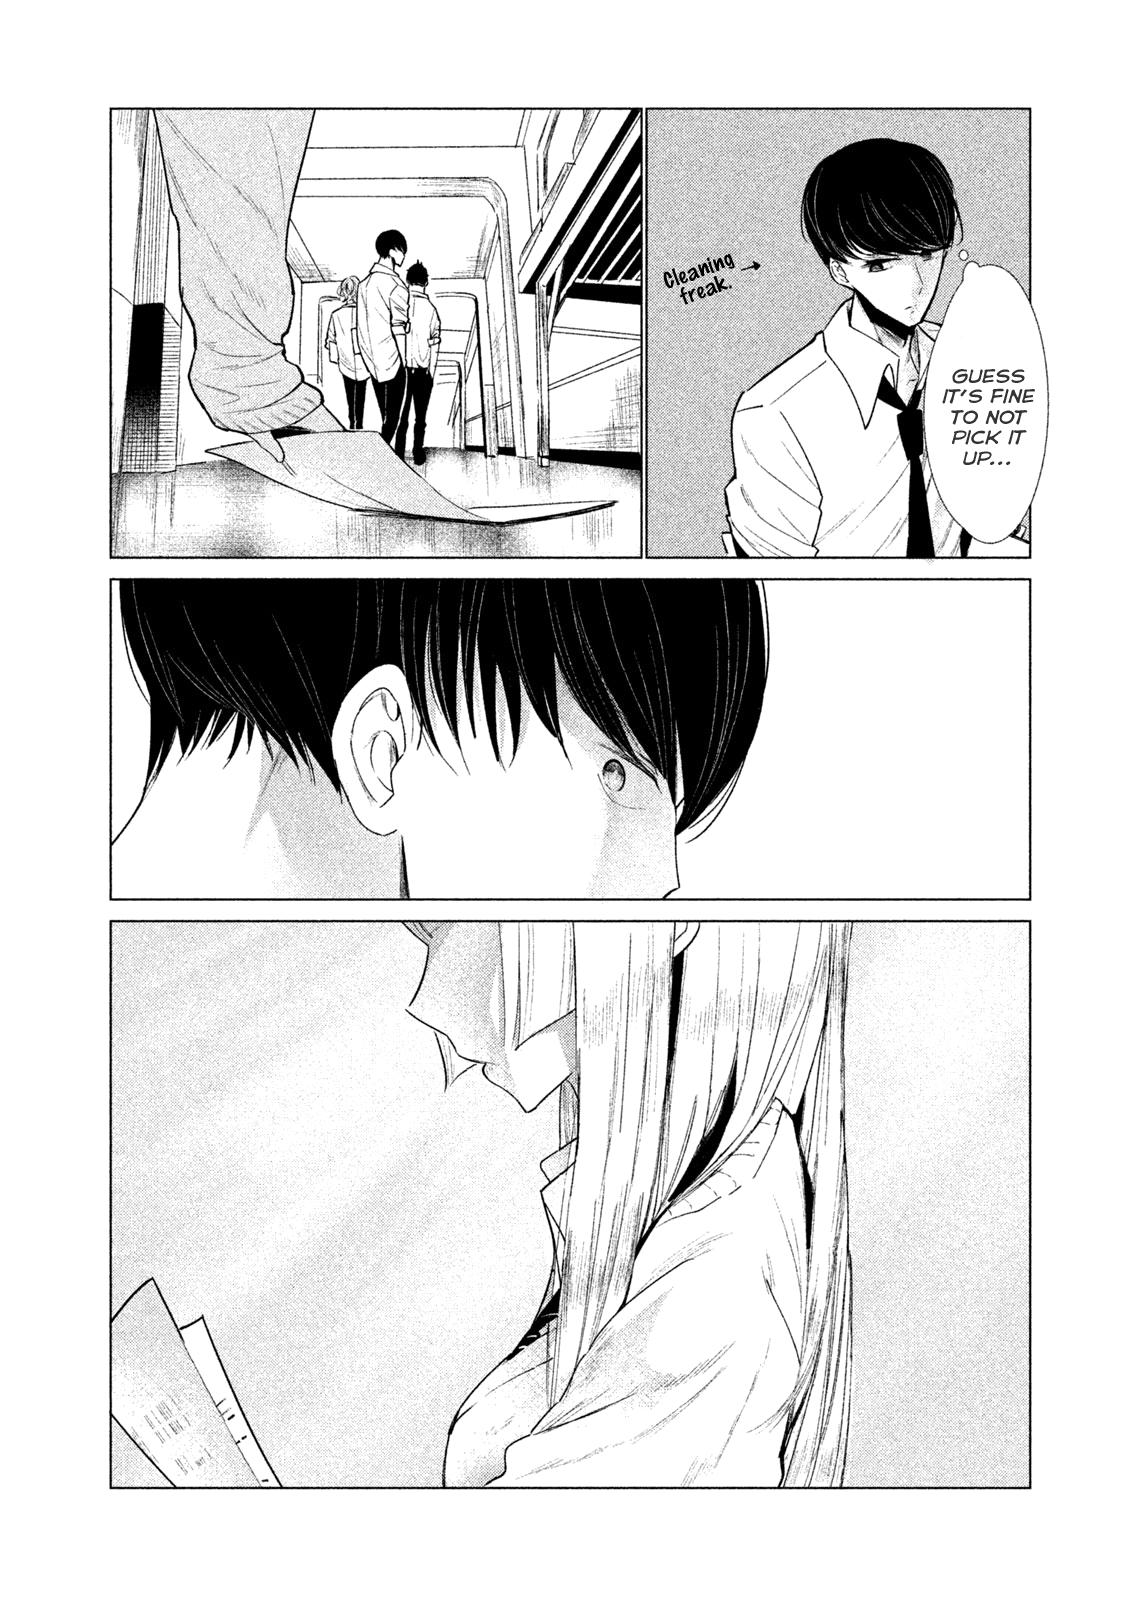 Cleaning
freak.
GUESS
IT'S FINE
TO NOT
PICK IT
UP...